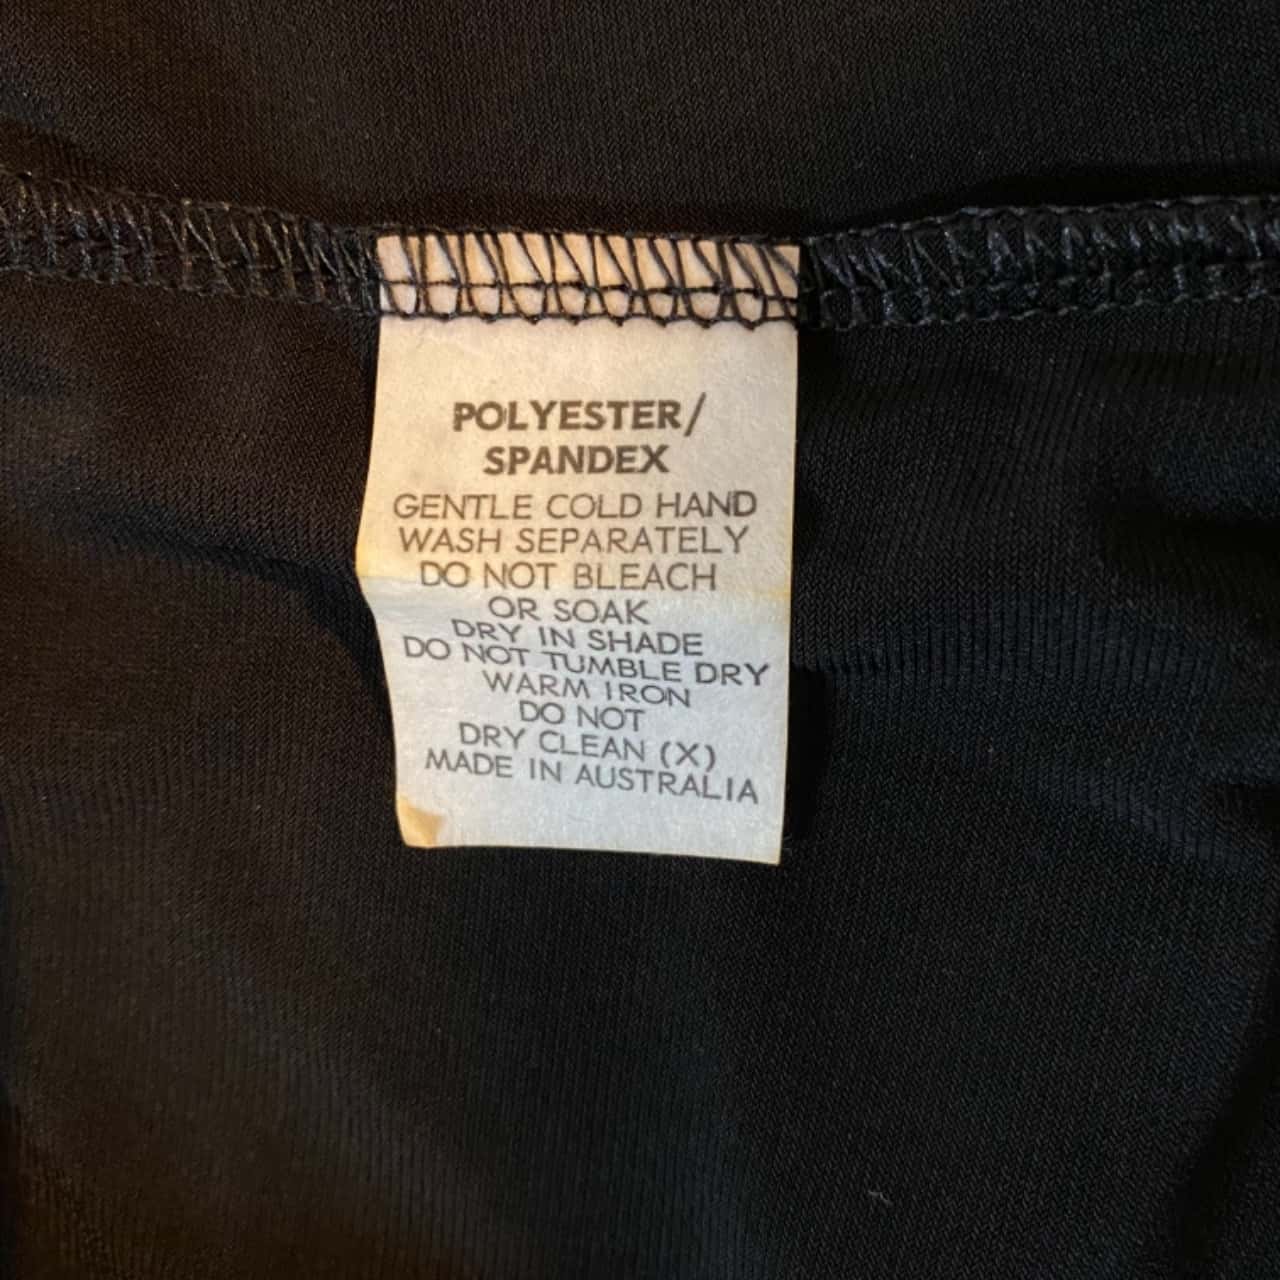 POLYESTER/
SPANDEX
GENTLE COLD HAND
WASH SEPARATELY
DO NOT BLEACH
OR SOAK
DRY IN SHADE
DO NOT TUMBLE DRY
WARM IRON
DO NOT
DRY CLEAN (X)
MADE IN AUSTRALIA